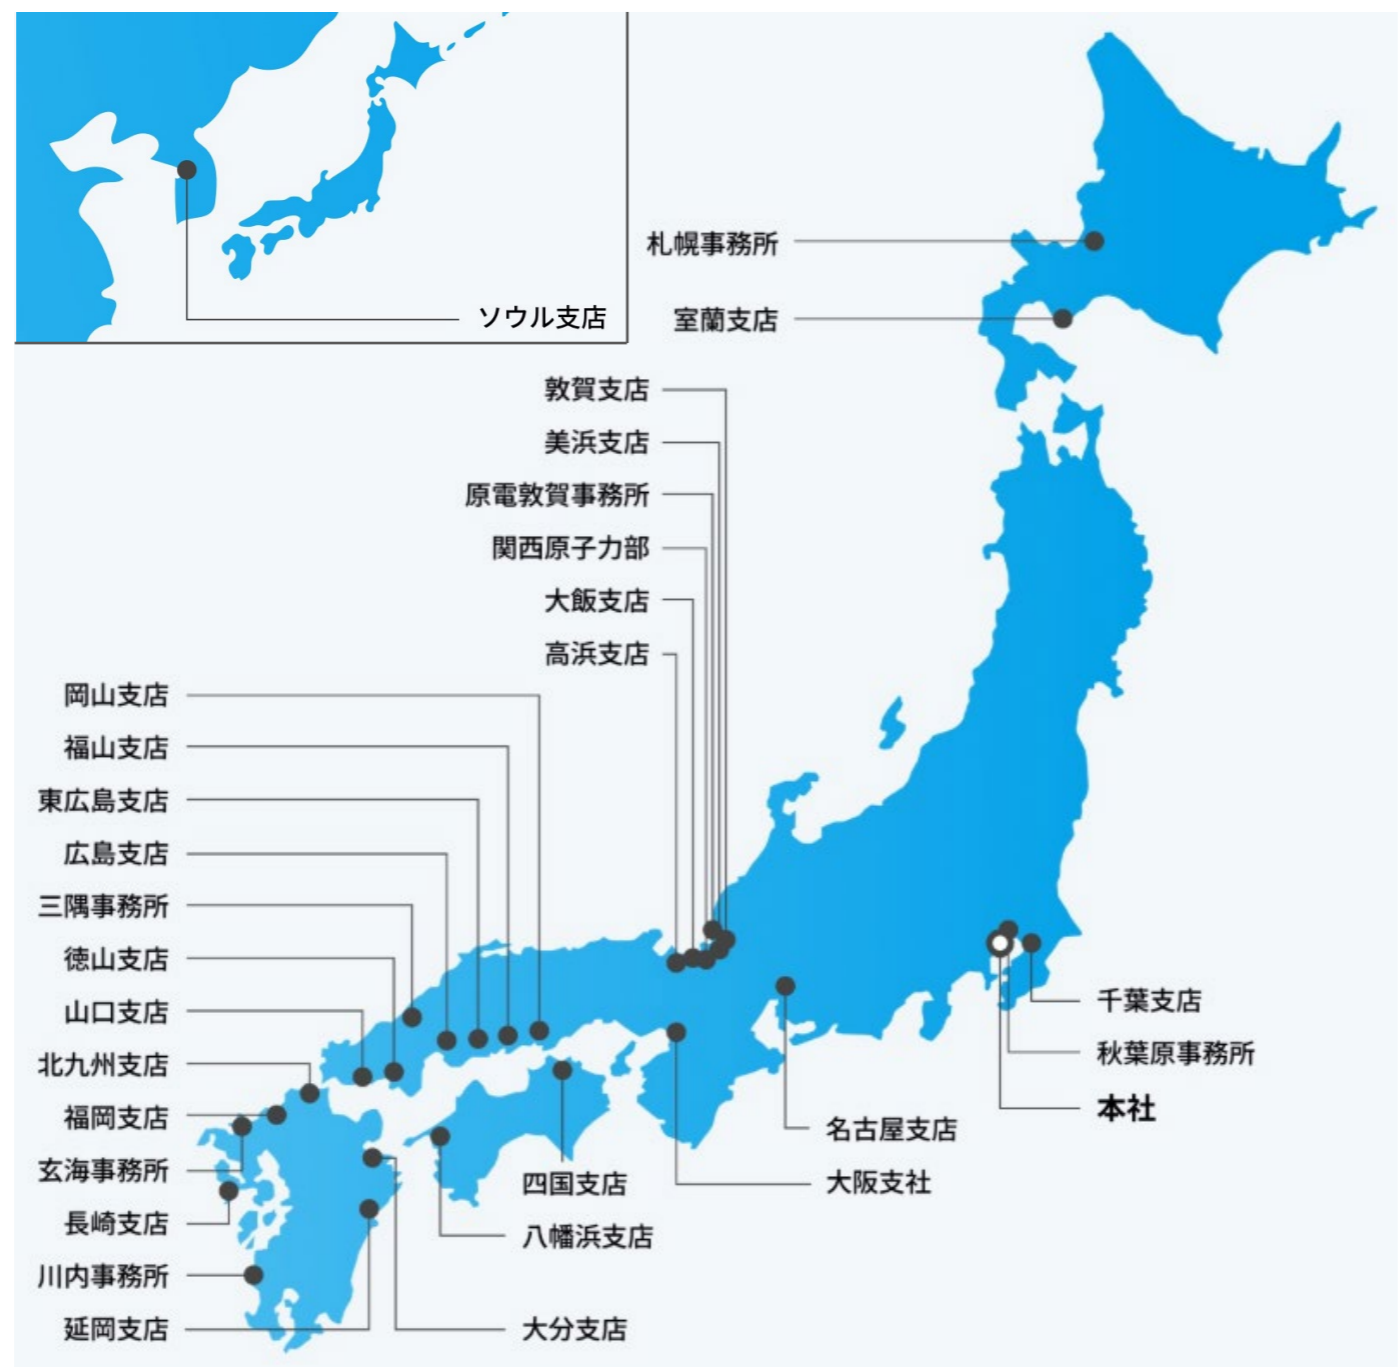 ソウル支店
札幌事務所
室蘭支店
敦賀支店
美浜支店
原電敦賀事務所
関西原子力部
大飯支店
高浜支店
岡山支店
福山支店
東広島支店
広島支店
三隅事務所
徳山支店
山口支店
北九州支店
福岡支店
玄海事務所
長崎支店
川内事務所
延岡支店
千葉支店
秋葉原事務所
本社
名古屋支店
大阪支社
四国支店
八幡浜支店
大分支店